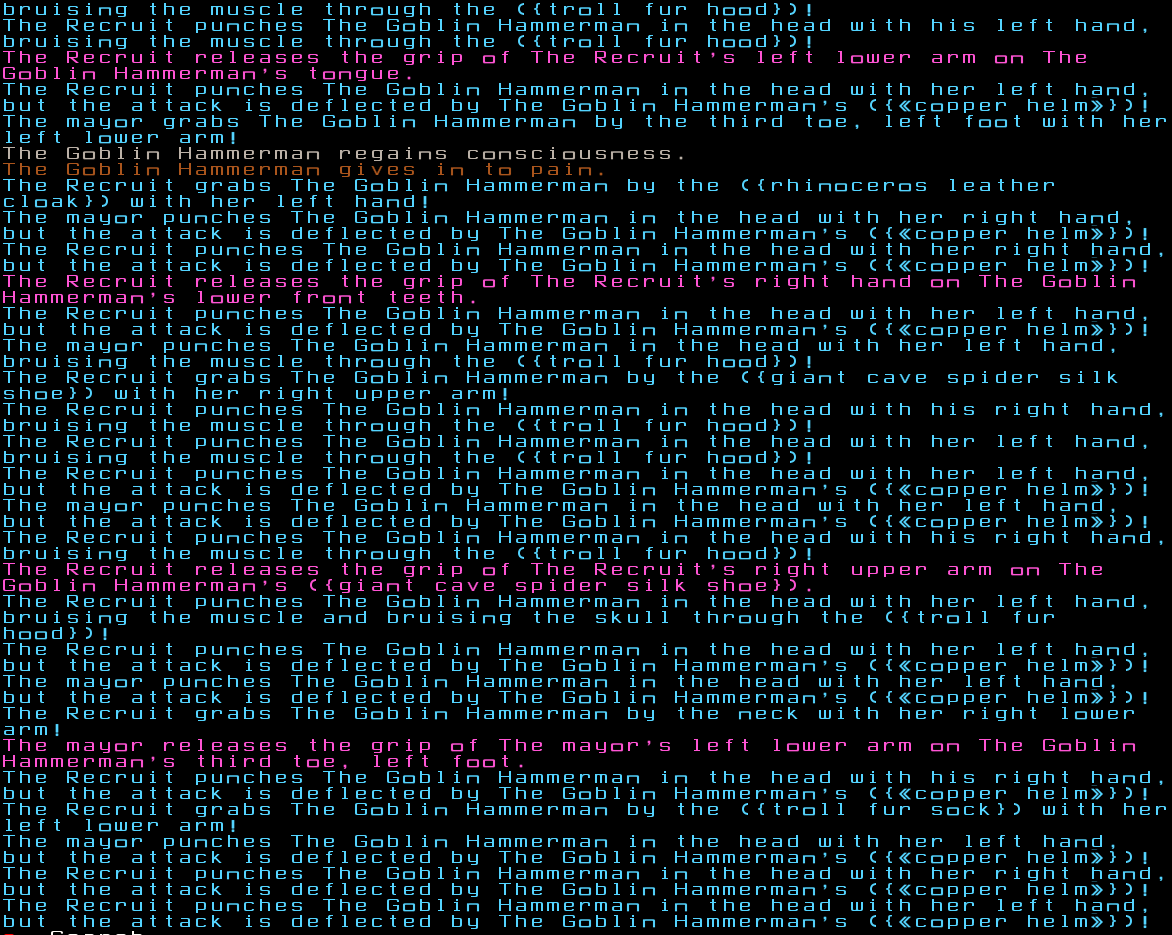 bruising the muscle through the ({troll fur hood})!
The Recruit punches The Goblin Hammerman in the head with his left hand,
bruising the muscle through the ({troll fur hood})!
The Recruit releases the grip of The Recruit's left lower arm on The
Goblin Hammerman's tongue.
The Recruit punches The Goblin Hammerman in the head with her left hand,
but the attack is deflected by The Goblin Hammerman's ({«copper helm»})!
The mayor grabs The Goblin Hammerman by the third toe, left foot with her
left lower arm!
The Goblin Hammerman regains consciousness.
The Goblin Hammerman gives in to pain.
The Recruit grabs The Goblin Hammerman by the ({rhinoceros leather
cloak}) with her left hand!
The mayor punches The Goblin Hammerman in the head with her right hand,
but the attack is deflected by The Goblin Hammerman's ({«copper helm»})!
The Recruit punches The Goblin Hammerman in the head with her right hand,
but the attack is deflected by The Goblin Hammerman's ({«copper helm»})!
The Recruit releases the grip of The Recruit's right hand on The Goblin
Hammerman's lower front teeth.
The Recruit punches The Goblin Hammerman in the head with her left hand,
but the attack is deflected by The Goblin Hammerman's ({«copper helm»})!
The mayor punches The Goblin Hammerman in the head with her left hand,
bruising the muscle through the ({troll fur hood})!
The Recruit grabs The Goblin Hammerman by the ({giant cave spider silk
shoe}) with her right upper arm!
The Recruit punches The Goblin Hammerman in the head with his right hand,
bruising the muscle through the ({troll fur hood})!
The Recruit punches The Goblin Hammerman in the head with her left hand,
bruising the muscle through the ({troll fur hood})!
The Recruit punches The Goblin Hammerman in the head with her left hand,
but the attack is deflected by The Goblin Hammerman's ({«copper helm»})!
The mayor punches The Goblin Hammerman in the head with her left hand,
but the attack is deflected by The Goblin Hammerman's ({«copper helm»})!
The Recruit punches The Goblin Hammerman in the head with his right hand,
bruising the muscle through the ({troll fur hood})!
The Recruit releases the grip of The Recruit's right upper arm on The
Goblin Hammerman's ({giant cave spider silk shoe}).
The Recruit punches The Goblin Hammerman in the head with her left hand,
bruising the muscle and bruising the skull through the ({troll fur
hood})!
The Recruit punches The Goblin Hammerman in the head with her left hand,
but the attack is deflected by The Goblin Hammerman's ({«copper helm»})!
The mayor punches The Goblin Hammerman in the head with her left hand,
but the attack is deflected by The Goblin Hammerman's ({«copper helm»})!
The Recruit grabs The Goblin Hammerman by the neck with her right lower
arm!
The mayor releases the grip of The mayor's left lower arm on The Goblin
Hammerman's third toe, left foot.
The Recruit punches The Goblin Hammerman in the head with his right hand,
but the attack is deflected by The Goblin Hammerman's ({«copper helm»})!
The Recruit grabs The Goblin Hammerman by the ({troll fur sock}) with her
left lower arm!
The mayor punches The Goblin Hammerman in the head with her left hand,
but the attack is deflected by The Goblin Hammerman's ({«copper helm»})!
The Recruit punches The Goblin Hammerman in the head with her right hand,
but the attack is deflected by The Goblin Hammerman's ({«copper helm»})!
The Recruit punches The Goblin Hammerman in the head with her left hand,
but the attack is deflected by The Goblin Hammerman's ({«copper helm»})!